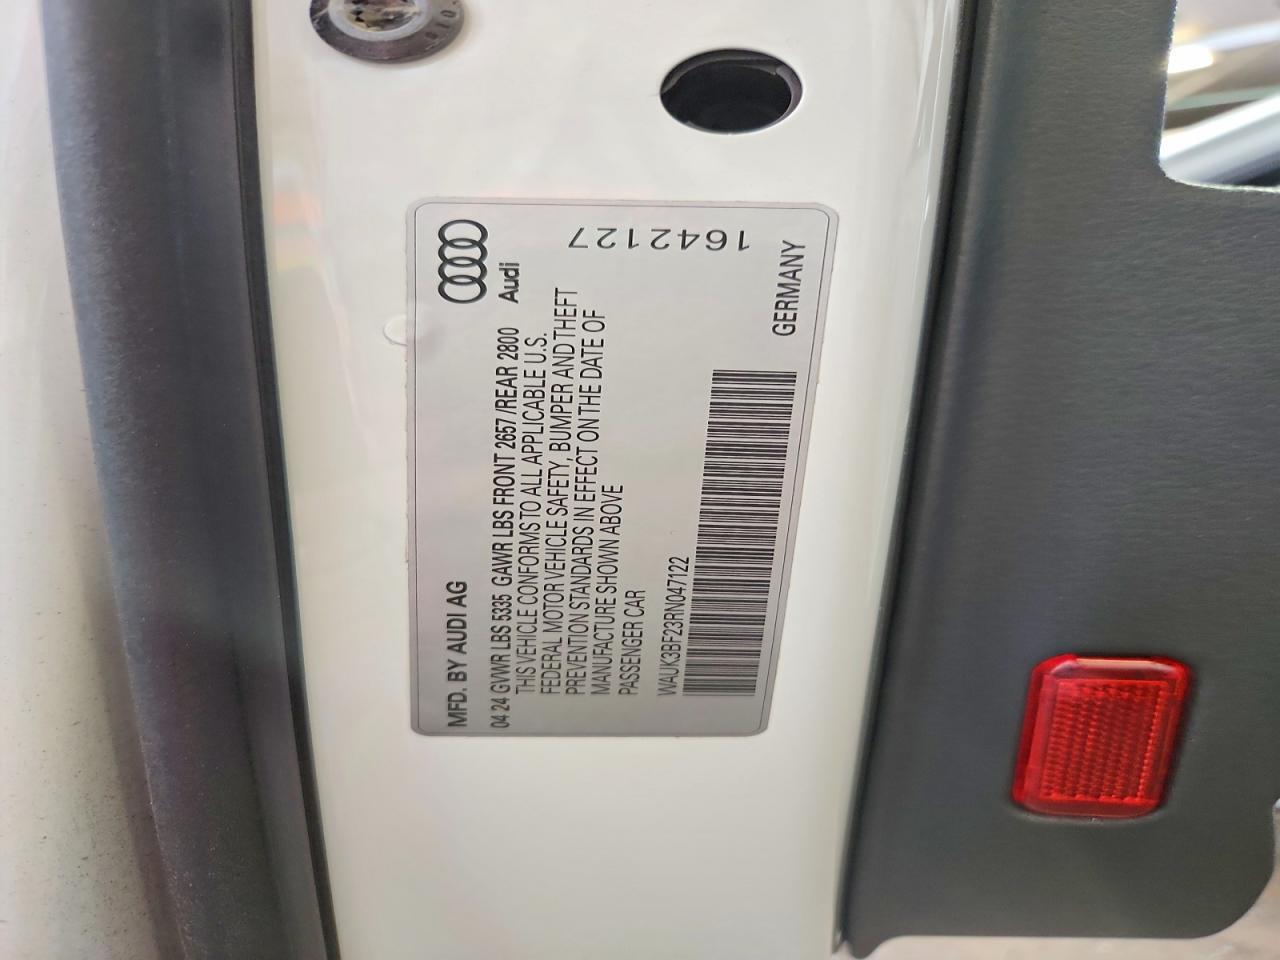 MFD. BY AUDI AG
Audi
04 24 GVWR LBS 5335 GAWR LBS FRONT 2657 /REAR 2800
THIS VEHICLE CONFORMS TO ALL APPLICABLE U.S.
FEDERAL MOTOR VEHICLE SAFETY, BUMPER AND THEFT
PREVENTION STANDARDS IN EFFECT ON THE DATE OF
MANUFACTURE SHOWN ABOVE
PASSENGER CAR
1642127
WAUK3BF23RN047122
GERMANY